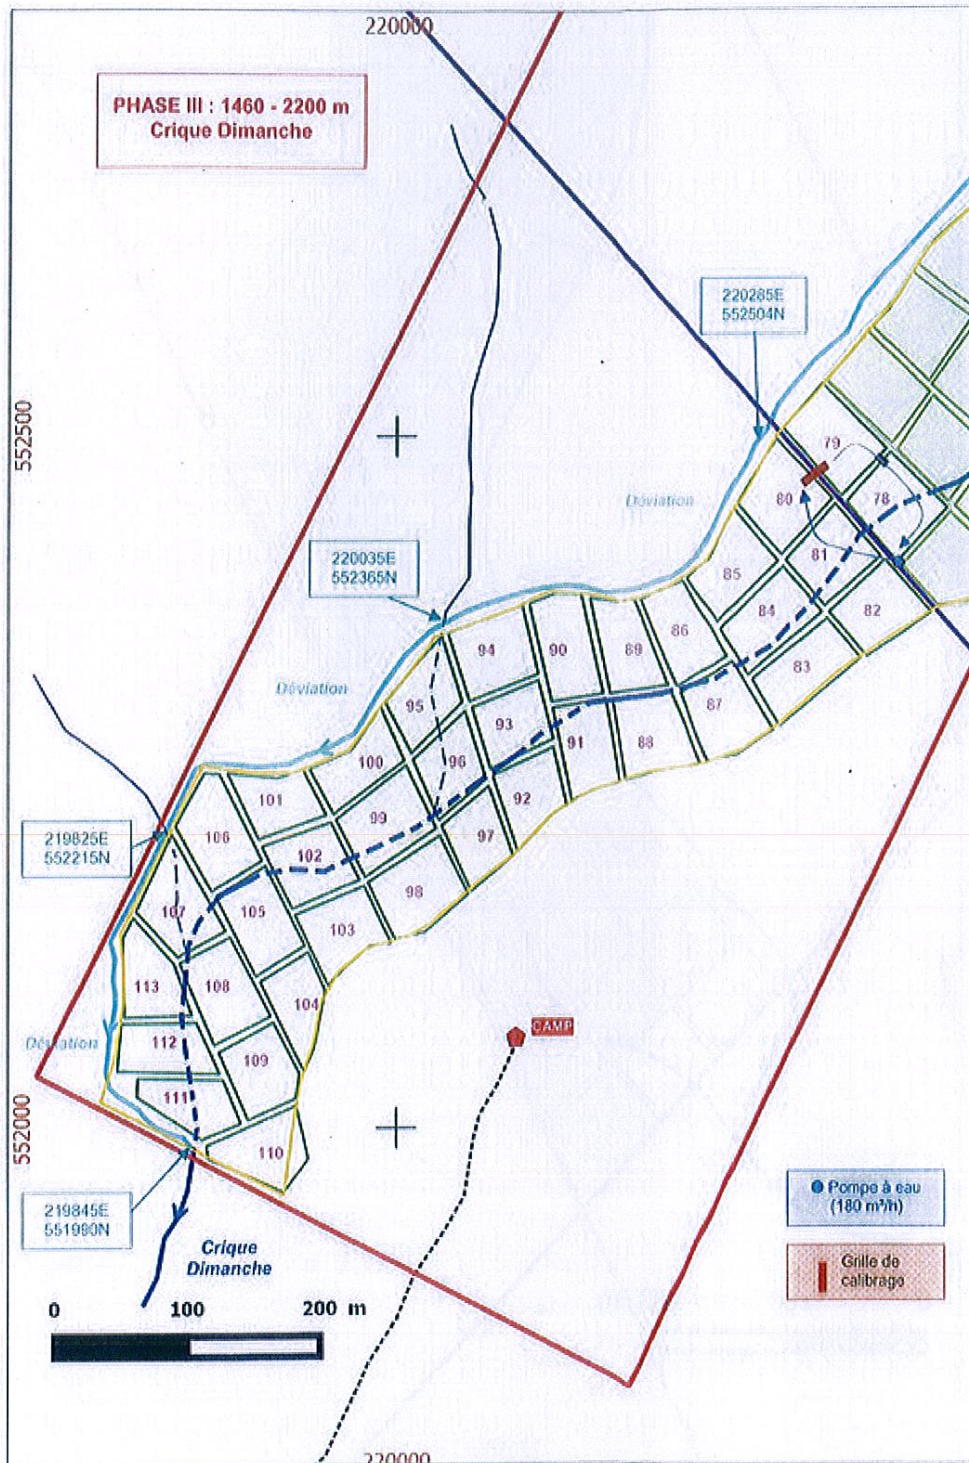 220000
PHASE III : 1460 - 2200 m
Crique Dimanche
220285E
552504N
552500
79
80
78
Déviation
81
220035E
552365N
85
84
82
86
89
90
94
83
Déviation
95
93
87
91
88
100
96
101
92
99
106
97
102
219825E
552215N
98
105
107
103
113
108
104
CAMP
Déviation
112
109
111
552000
110
Pompe à eau
(180 m³/h)
219845E
551990N
Crique
Dimanche
Grille de
calibrage
0 100 200 m
220000